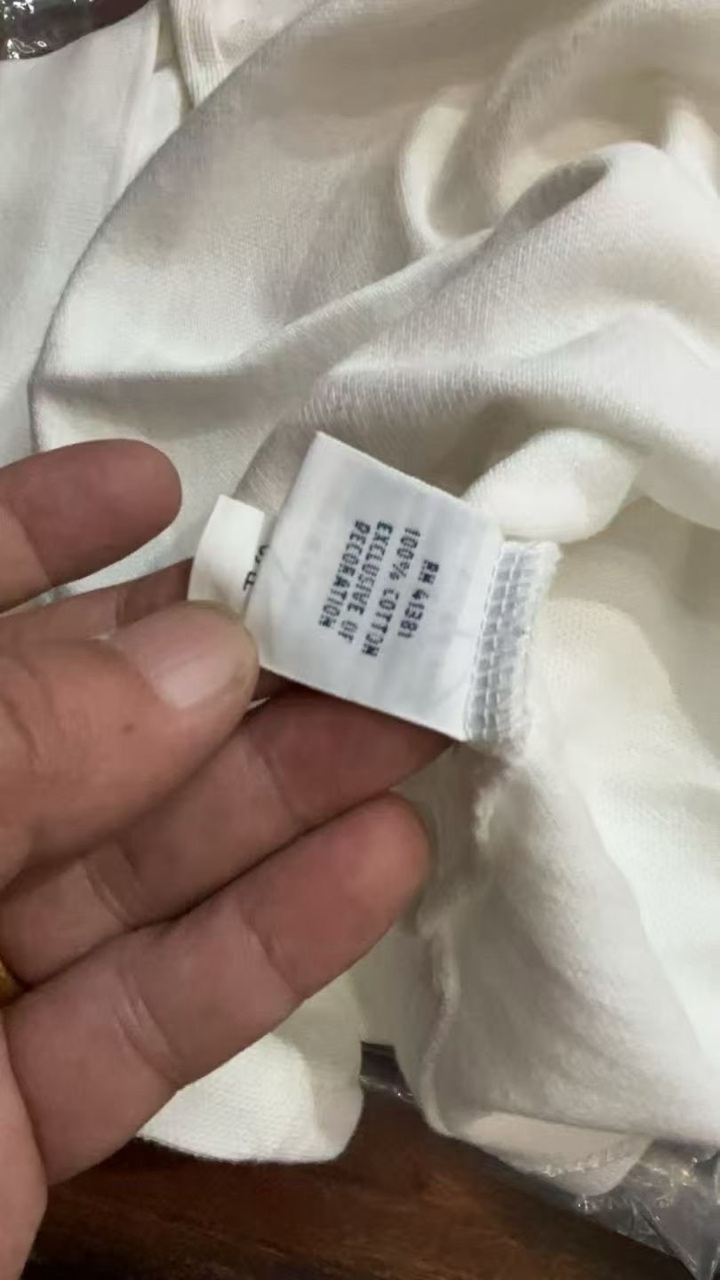 RN 41381
100% COTTON
EXCLUSIVE OF
DECORATION